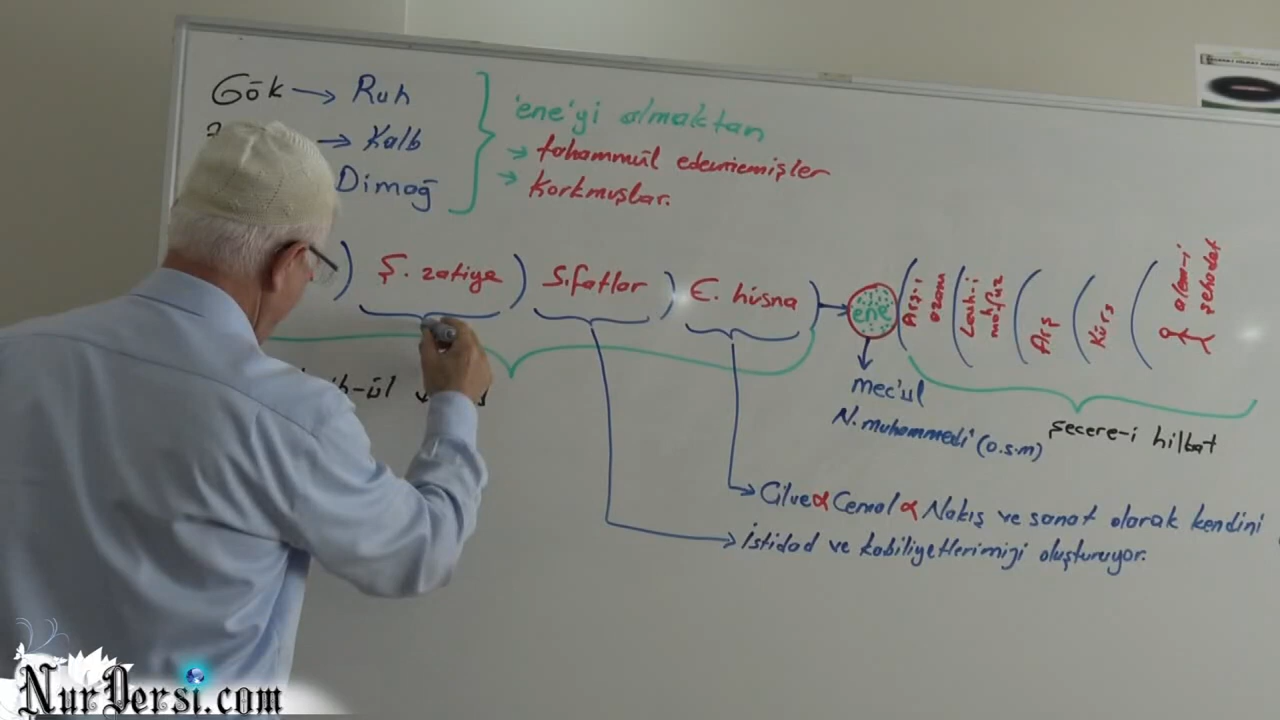 Gök → Ruh
→ Kalb
Dimağ
'ene'yi almaktan
→ tahammül edememişler
→ korkmuşlar.
) Ş. zatiye ) Sıfatlar ) E. hüsna → ene ( Arş-ı azam ( Levh-i mafuz ( Arş ( Kürs ( alem-i şehadet
mec'ul
N. muhammedi (a.s.m)
şecere-i hilkat
→ Cilve α Cemal α Nakış ve sanat olarak kendini
→ İstidad ve kabiliyetlerimizi oluşturuyor.
NurDersi.com